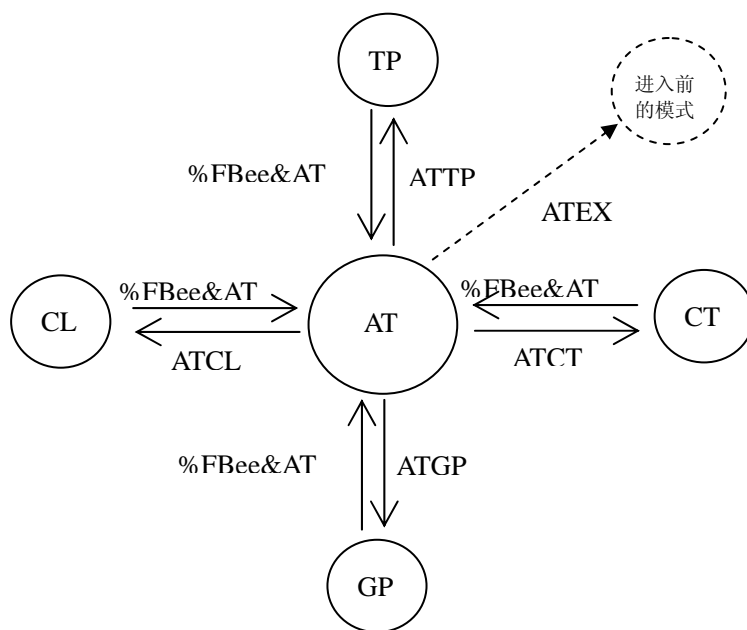 TP
进入前
的模式
%FBee&AT
ATTP
ATEX
%FBee&AT
%FBee&AT
CL
AT
CT
ATCL
ATCT
%FBee&AT
ATGP
GP